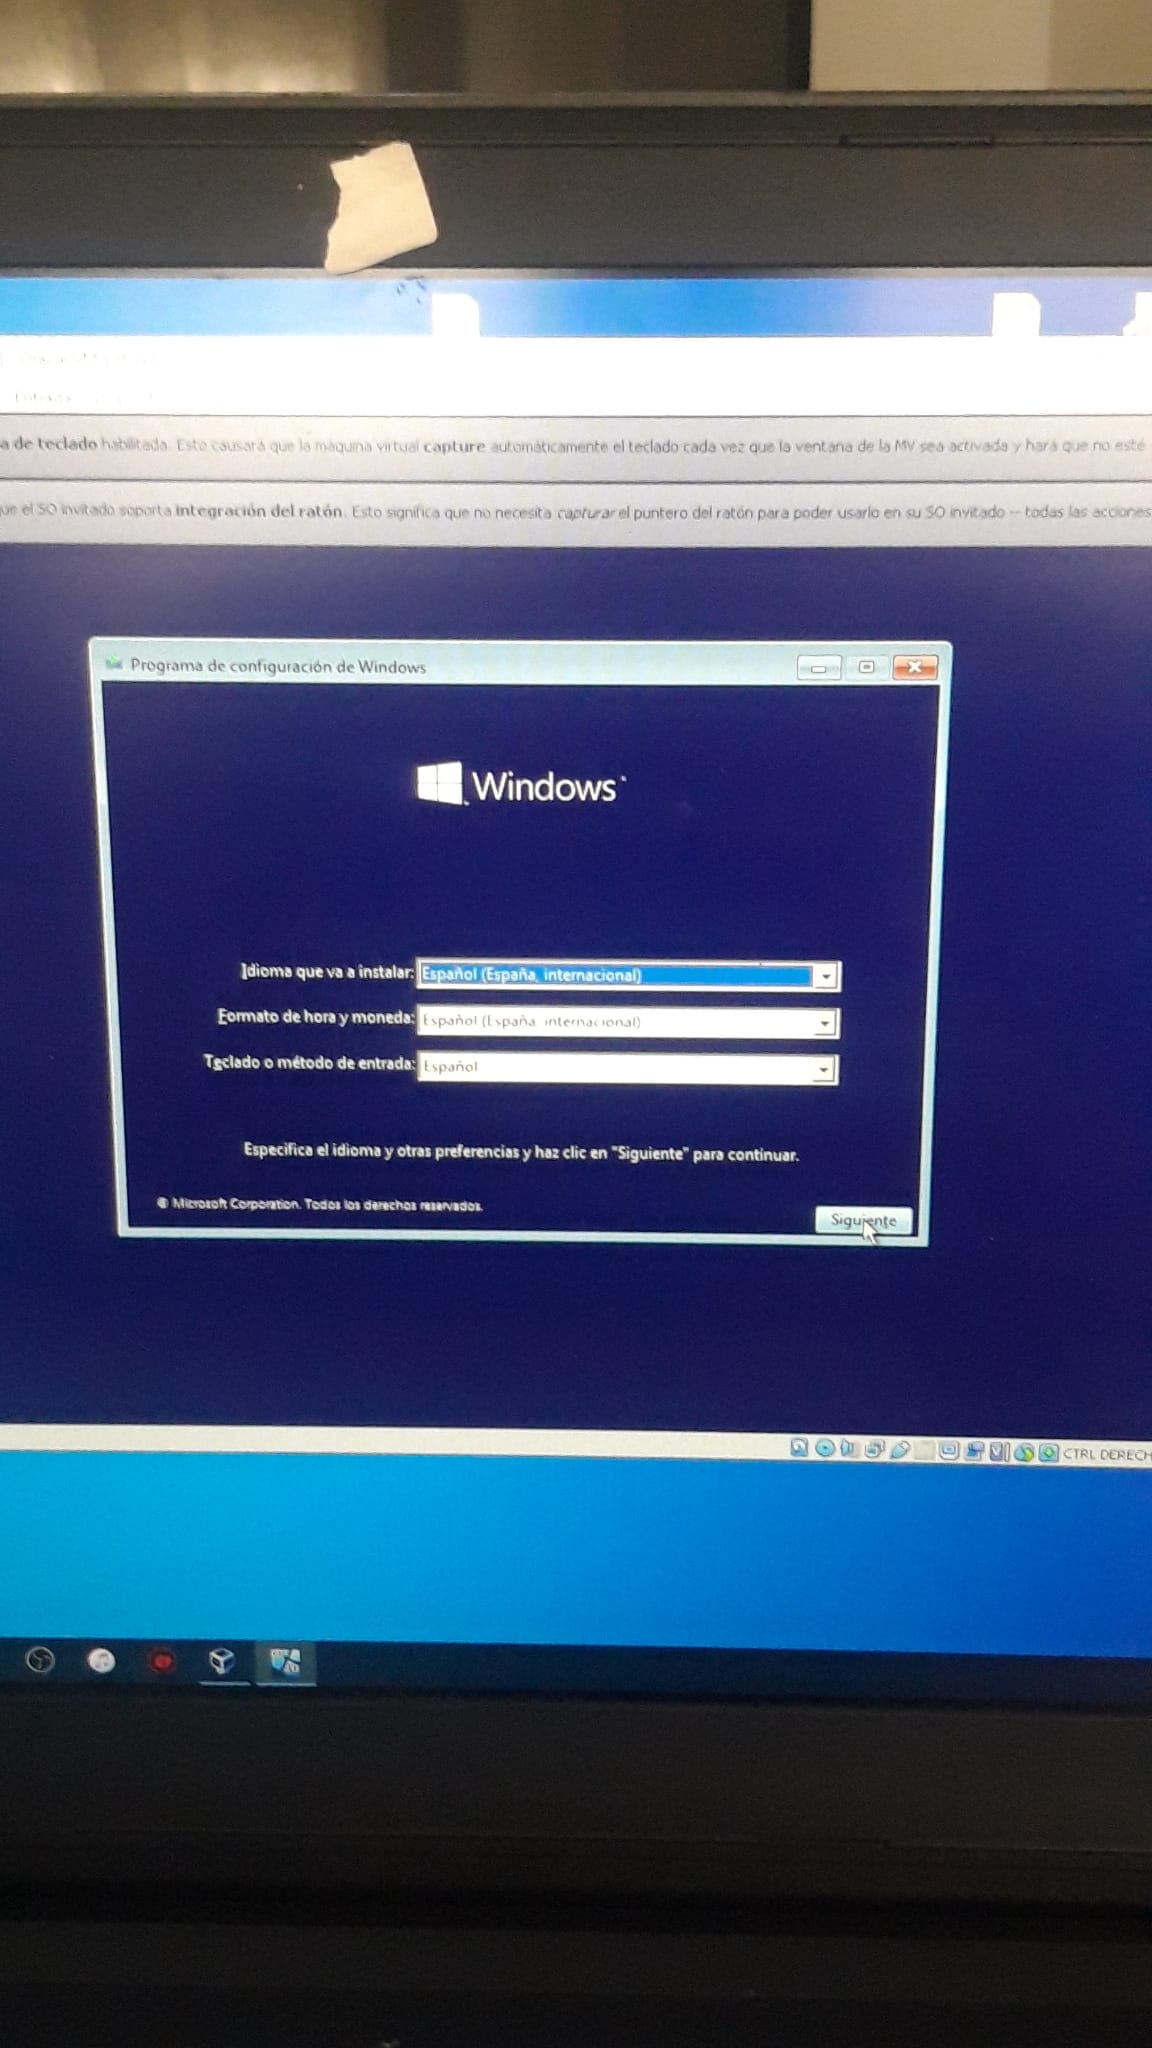 a de teclado habilitada. Esto causará que la máquina virtual capture automáticamente el teclado cada vez que la ventana de la MV sea activada y hará que no esté
ue el SO invitado soporta integración del ratón. Esto significa que no necesita capturar el puntero del ratón para poder usarlo en su SO invitado -- todas las acciones
Programa de configuración de Windows
Windows
Idioma que va a instalar: Español (España, internacional)
Formato de hora y moneda: Español (España, internacional)
Teclado o método de entrada: Español
Especifica el idioma y otras preferencias y haz clic en "Siguiente" para continuar.
© Microsoft Corporation. Todos los derechos reservados.
Siguiente
CTRL DERECH